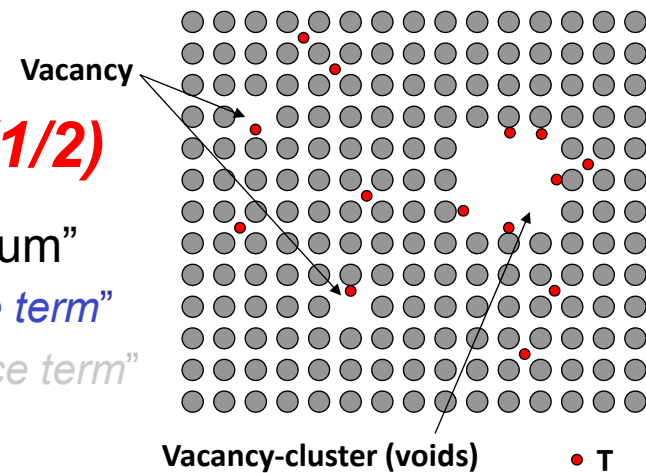 Vacancy
1/2)
um”
term”
ce term”
Vacancy-cluster (voids)
T